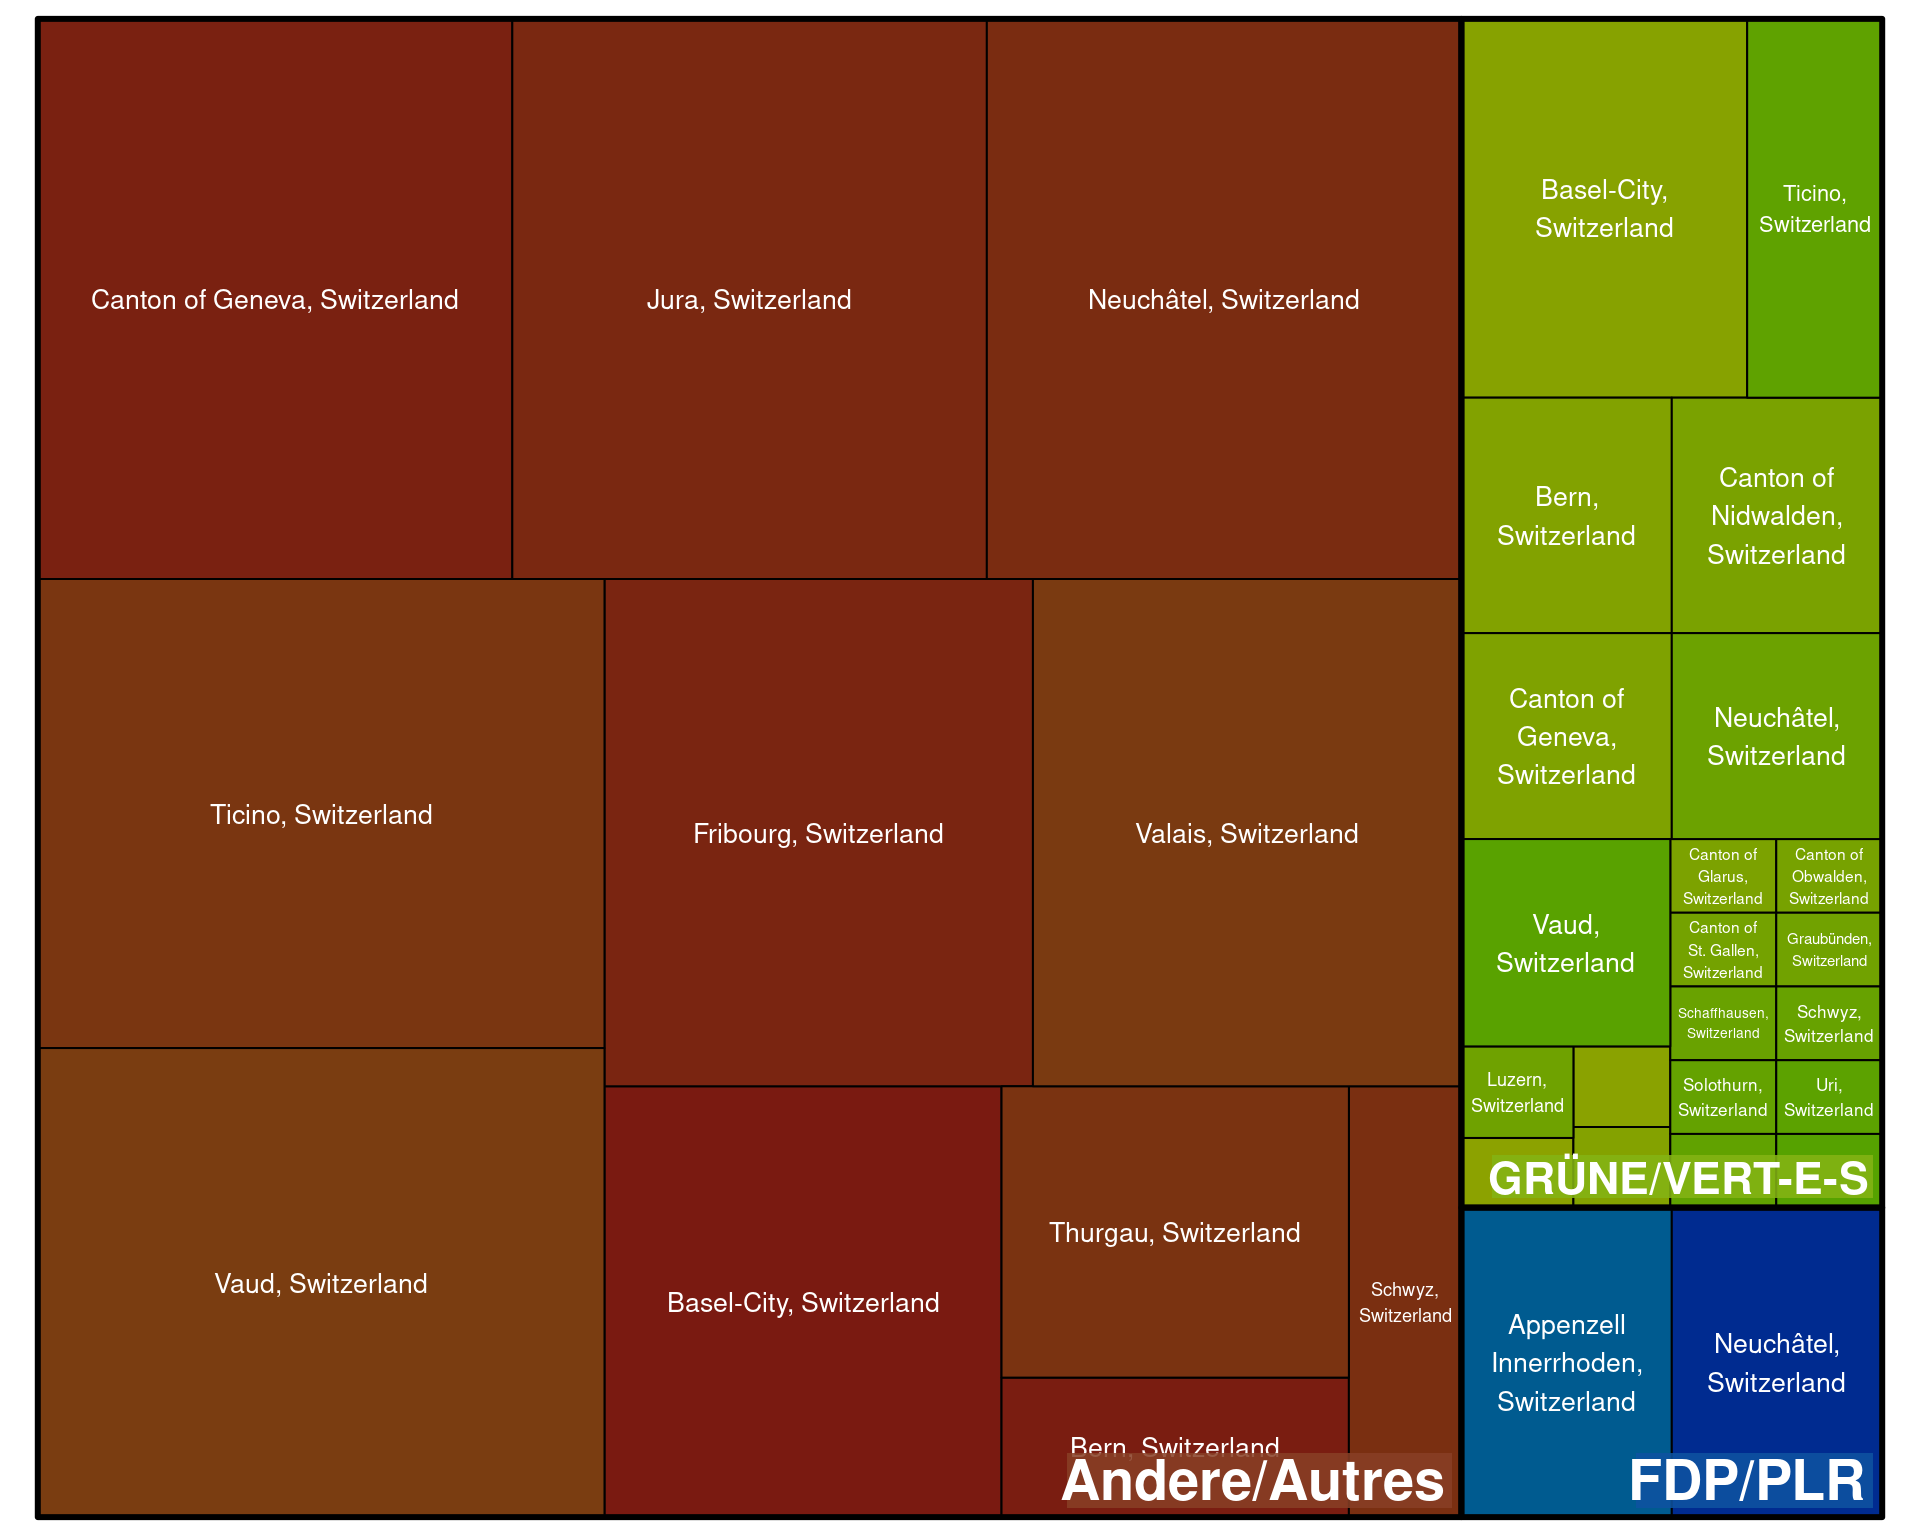 Canton of Geneva, Switzerland
Jura, Switzerland
Neuchâtel, Switzerland
Ticino, Switzerland
Fribourg, Switzerland
Valais, Switzerland
Vaud, Switzerland
Basel-City, Switzerland
Thurgau, Switzerland
Schwyz,
Switzerland
Bern, Switzerland
Andere/Autres
Basel-City,
Switzerland
Ticino,
Switzerland
Bern,
Switzerland
Canton of
Nidwalden,
Switzerland
Canton of
Geneva,
Switzerland
Neuchâtel,
Switzerland
Vaud,
Switzerland
Canton of
Glarus,
Switzerland
Canton of
Obwalden,
Switzerland
Canton of
St. Gallen,
Switzerland
Graubünden,
Switzerland
Schaffhausen,
Switzerland
Schwyz,
Switzerland
Luzern,
Switzerland
Solothurn,
Switzerland
Uri,
Switzerland
GRÜNE/VERT-E-S
Appenzell
Innerrhoden,
Switzerland
Neuchâtel,
Switzerland
FDP/PLR